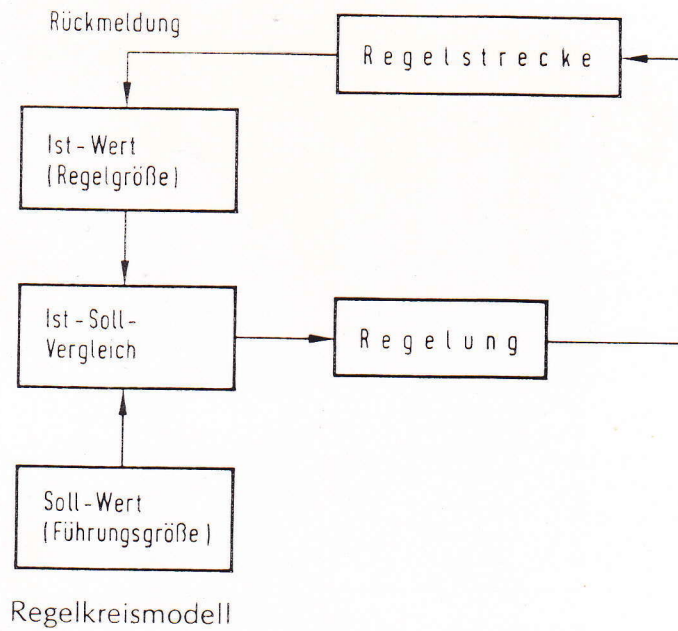 Rückmeldung
Regelstrecke
Ist-Wert
(Regelgröße)
Ist-Soll-
Vergleich
Regelung
Soll-Wert
(Führungsgröße)
Regelkreismodell